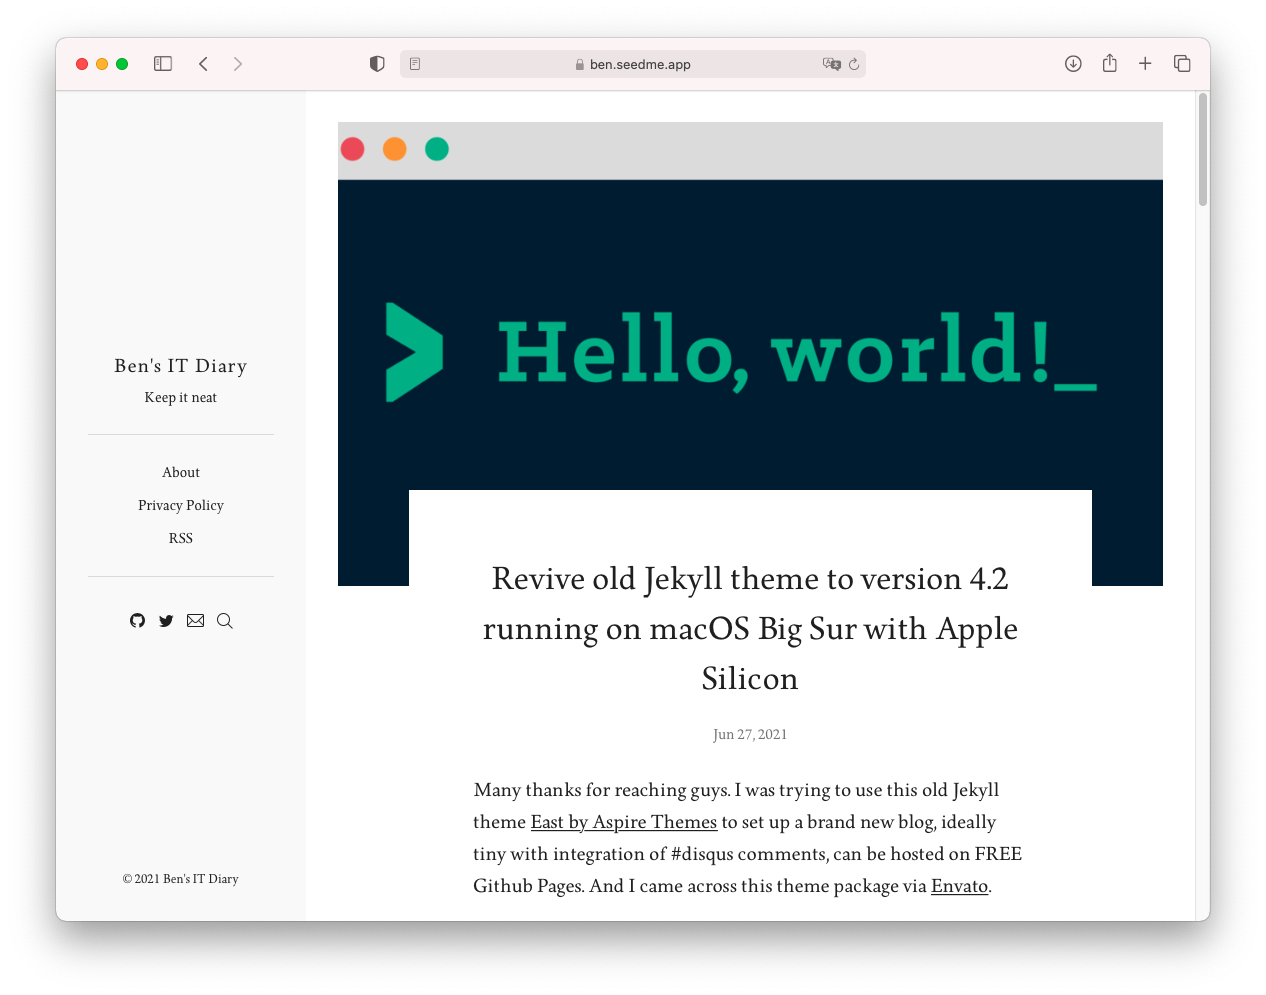 ben.seedme.app
Ben's IT Diary
Keep it neat
About
Privacy Policy
RSS
© 2021 Ben's IT Diary
> Hello, world!_
Revive old Jekyll theme to version 4.2
running on macOS Big Sur with Apple
Silicon
Jun 27, 2021
Many thanks for reaching guys. I was trying to use this old Jekyll
theme East by Aspire Themes to set up a brand new blog, ideally
tiny with integration of #disqus comments, can be hosted on FREE
Github Pages. And I came across this theme package via Envato.